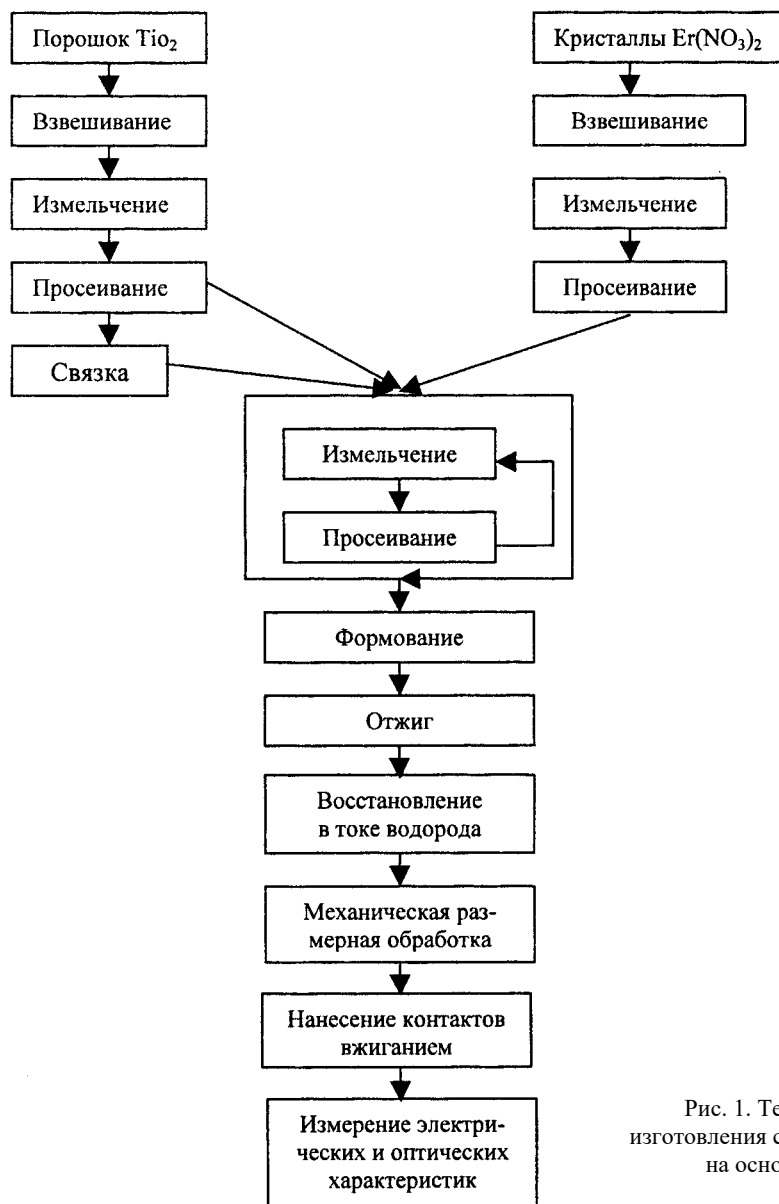 Порошок Tio₂
Взвешивание
Измельчение
Просеивание
Связка
Кристаллы Er(NO₃)₂
Взвешивание
Измельчение
Просеивание
Измельчение
Просеивание
Формование
Отжиг
Восстановление
в токе водорода
Механическая раз-
мерная обработка
Нанесение контактов
вжиганием
Измерение электри-
ческих и оптических
характеристик
Рис. 1. Те
изготовления с
на осно